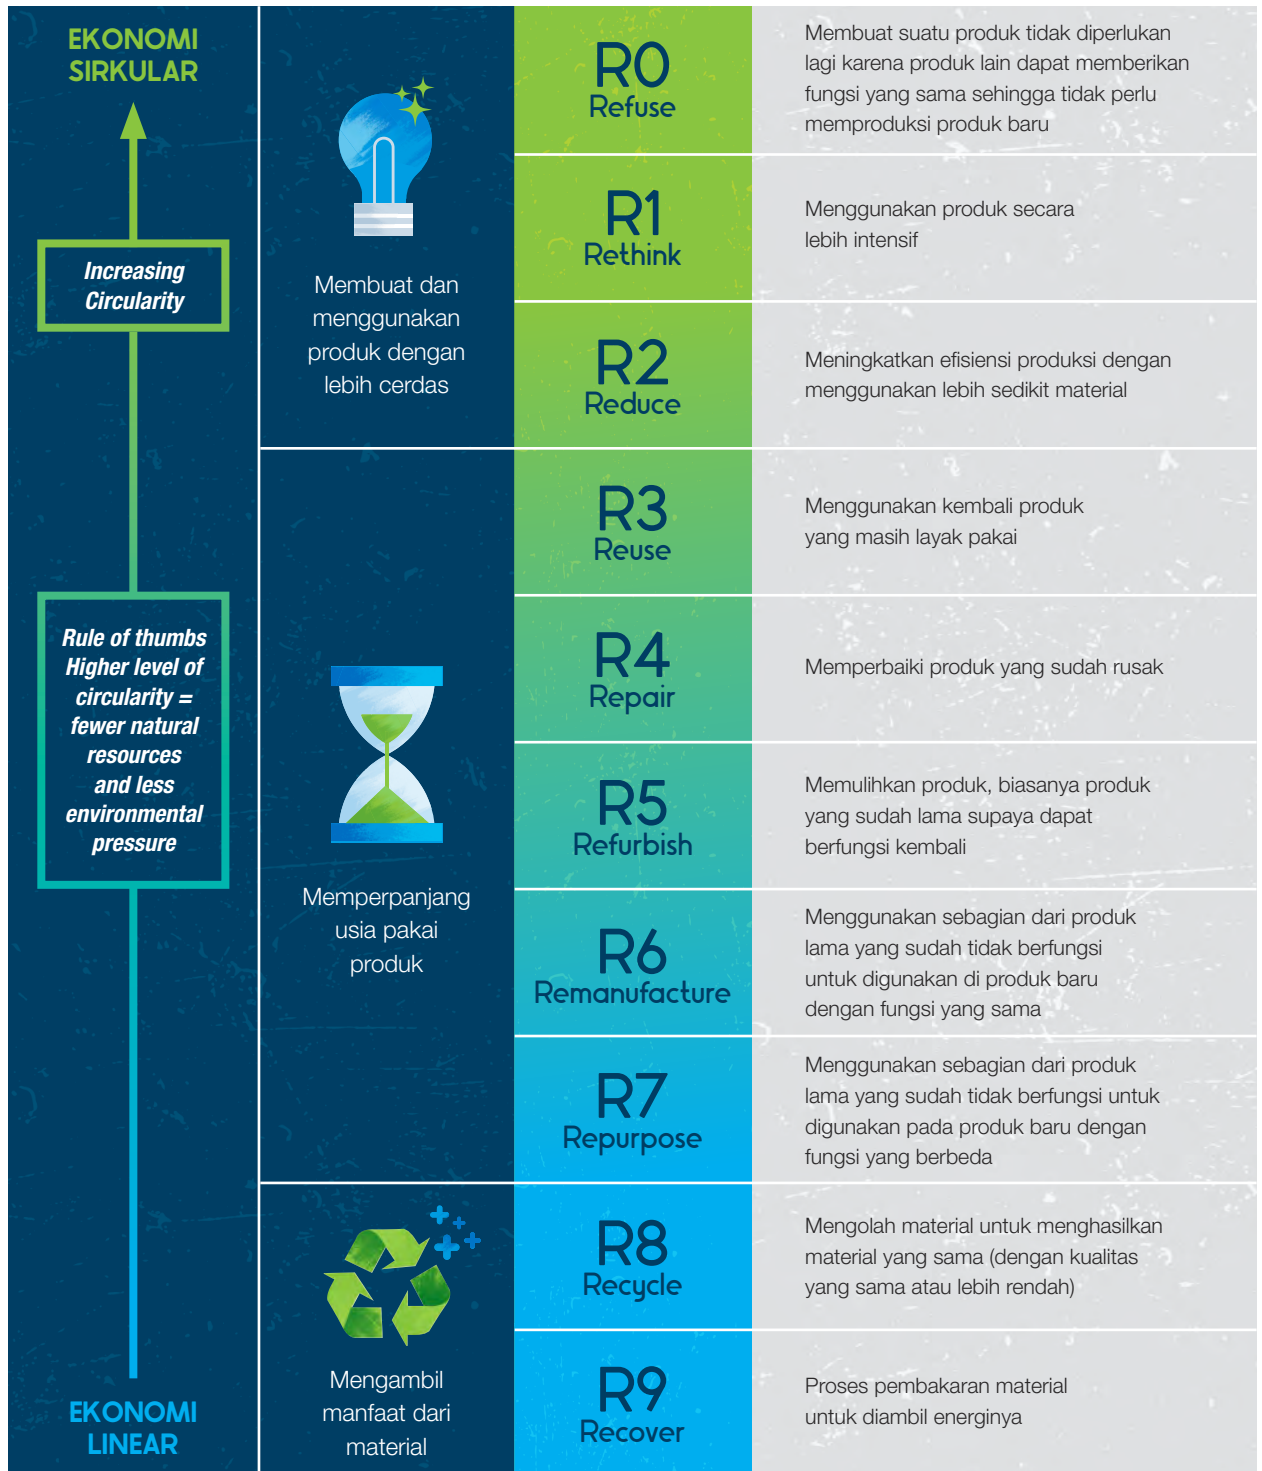 EKONOMI
SIRKULAR
Increasing
Circularity
Rule of thumbs
Higher level of
circularity =
fewer natural
resources
and less
environmental
pressure
EKONOMI
LINEAR
Membuat dan
menggunakan
produk dengan
lebih cerdas
R0
Refuse
Membuat suatu produk tidak diperlukan
lagi karena produk lain dapat memberikan
fungsi yang sama sehingga tidak perlu
memproduksi produk baru
R1
Rethink
Menggunakan produk secara
lebih intensif
R2
Reduce
Meningkatkan efisiensi produksi dengan
menggunakan lebih sedikit material
Memperpanjang
usia pakai
produk
R3
Reuse
Menggunakan kembali produk
yang masih layak pakai
R4
Repair
Memperbaiki produk yang sudah rusak
R5
Refurbish
Memulihkan produk, biasanya produk
yang sudah lama supaya dapat
berfungsi kembali
R6
Remanufacture
Menggunakan sebagian dari produk
lama yang sudah tidak berfungsi
untuk digunakan di produk baru
dengan fungsi yang sama
R7
Repurpose
Menggunakan sebagian dari produk
lama yang sudah tidak berfungsi untuk
digunakan pada produk baru dengan
fungsi yang berbeda
Mengambil
manfaat dari
material
R8
Recycle
Mengolah material untuk menghasilkan
material yang sama (dengan kualitas
yang sama atau lebih rendah)
R9
Recover
Proses pembakaran material
untuk diambil energinya